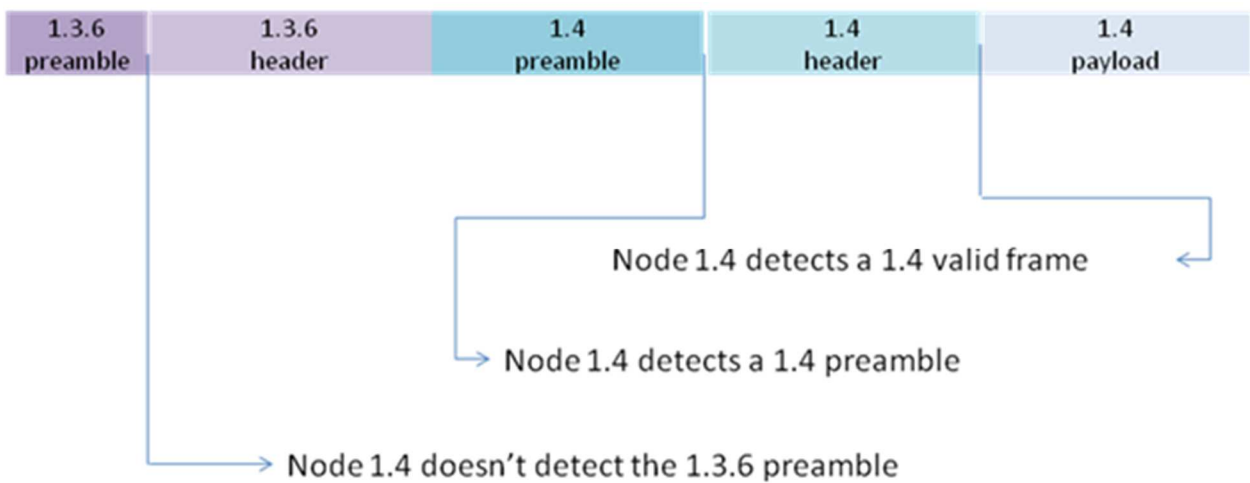 1.3.6
preamble
1.3.6
header
1.4
preamble
1.4
header
1.4
payload
Node 1.4 detects a 1.4 valid frame
Node 1.4 detects a 1.4 preamble
Node 1.4 doesn't detect the 1.3.6 preamble